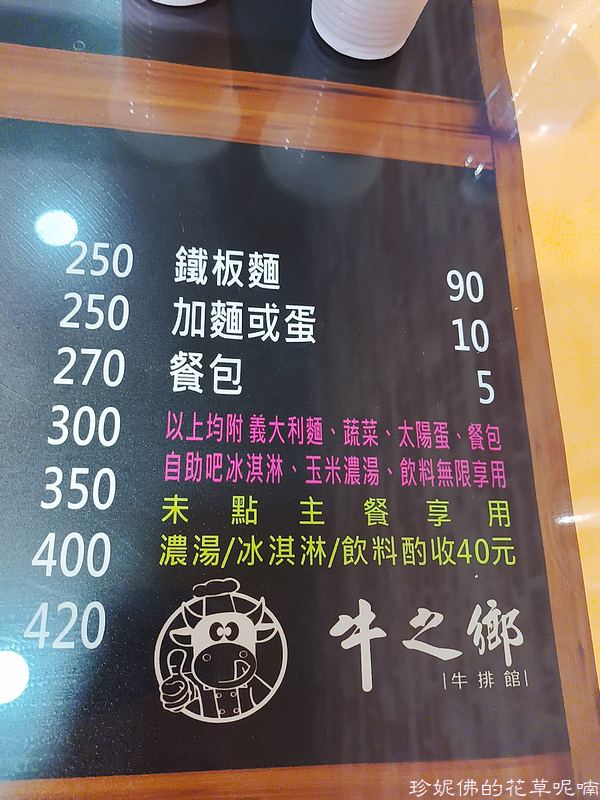 250 鐵板麵 90
250 加麵或蛋 10
270 餐包 5
300 以上均附 義大利麵、蔬菜、太陽蛋、餐包
350 自助吧冰淇淋、玉米濃湯、飲料無限享用
未點主餐享用
400 濃湯/冰淇淋/飲料酌收40元
420 牛之鄉
|牛排館|
珍妮佛的花草呢喃